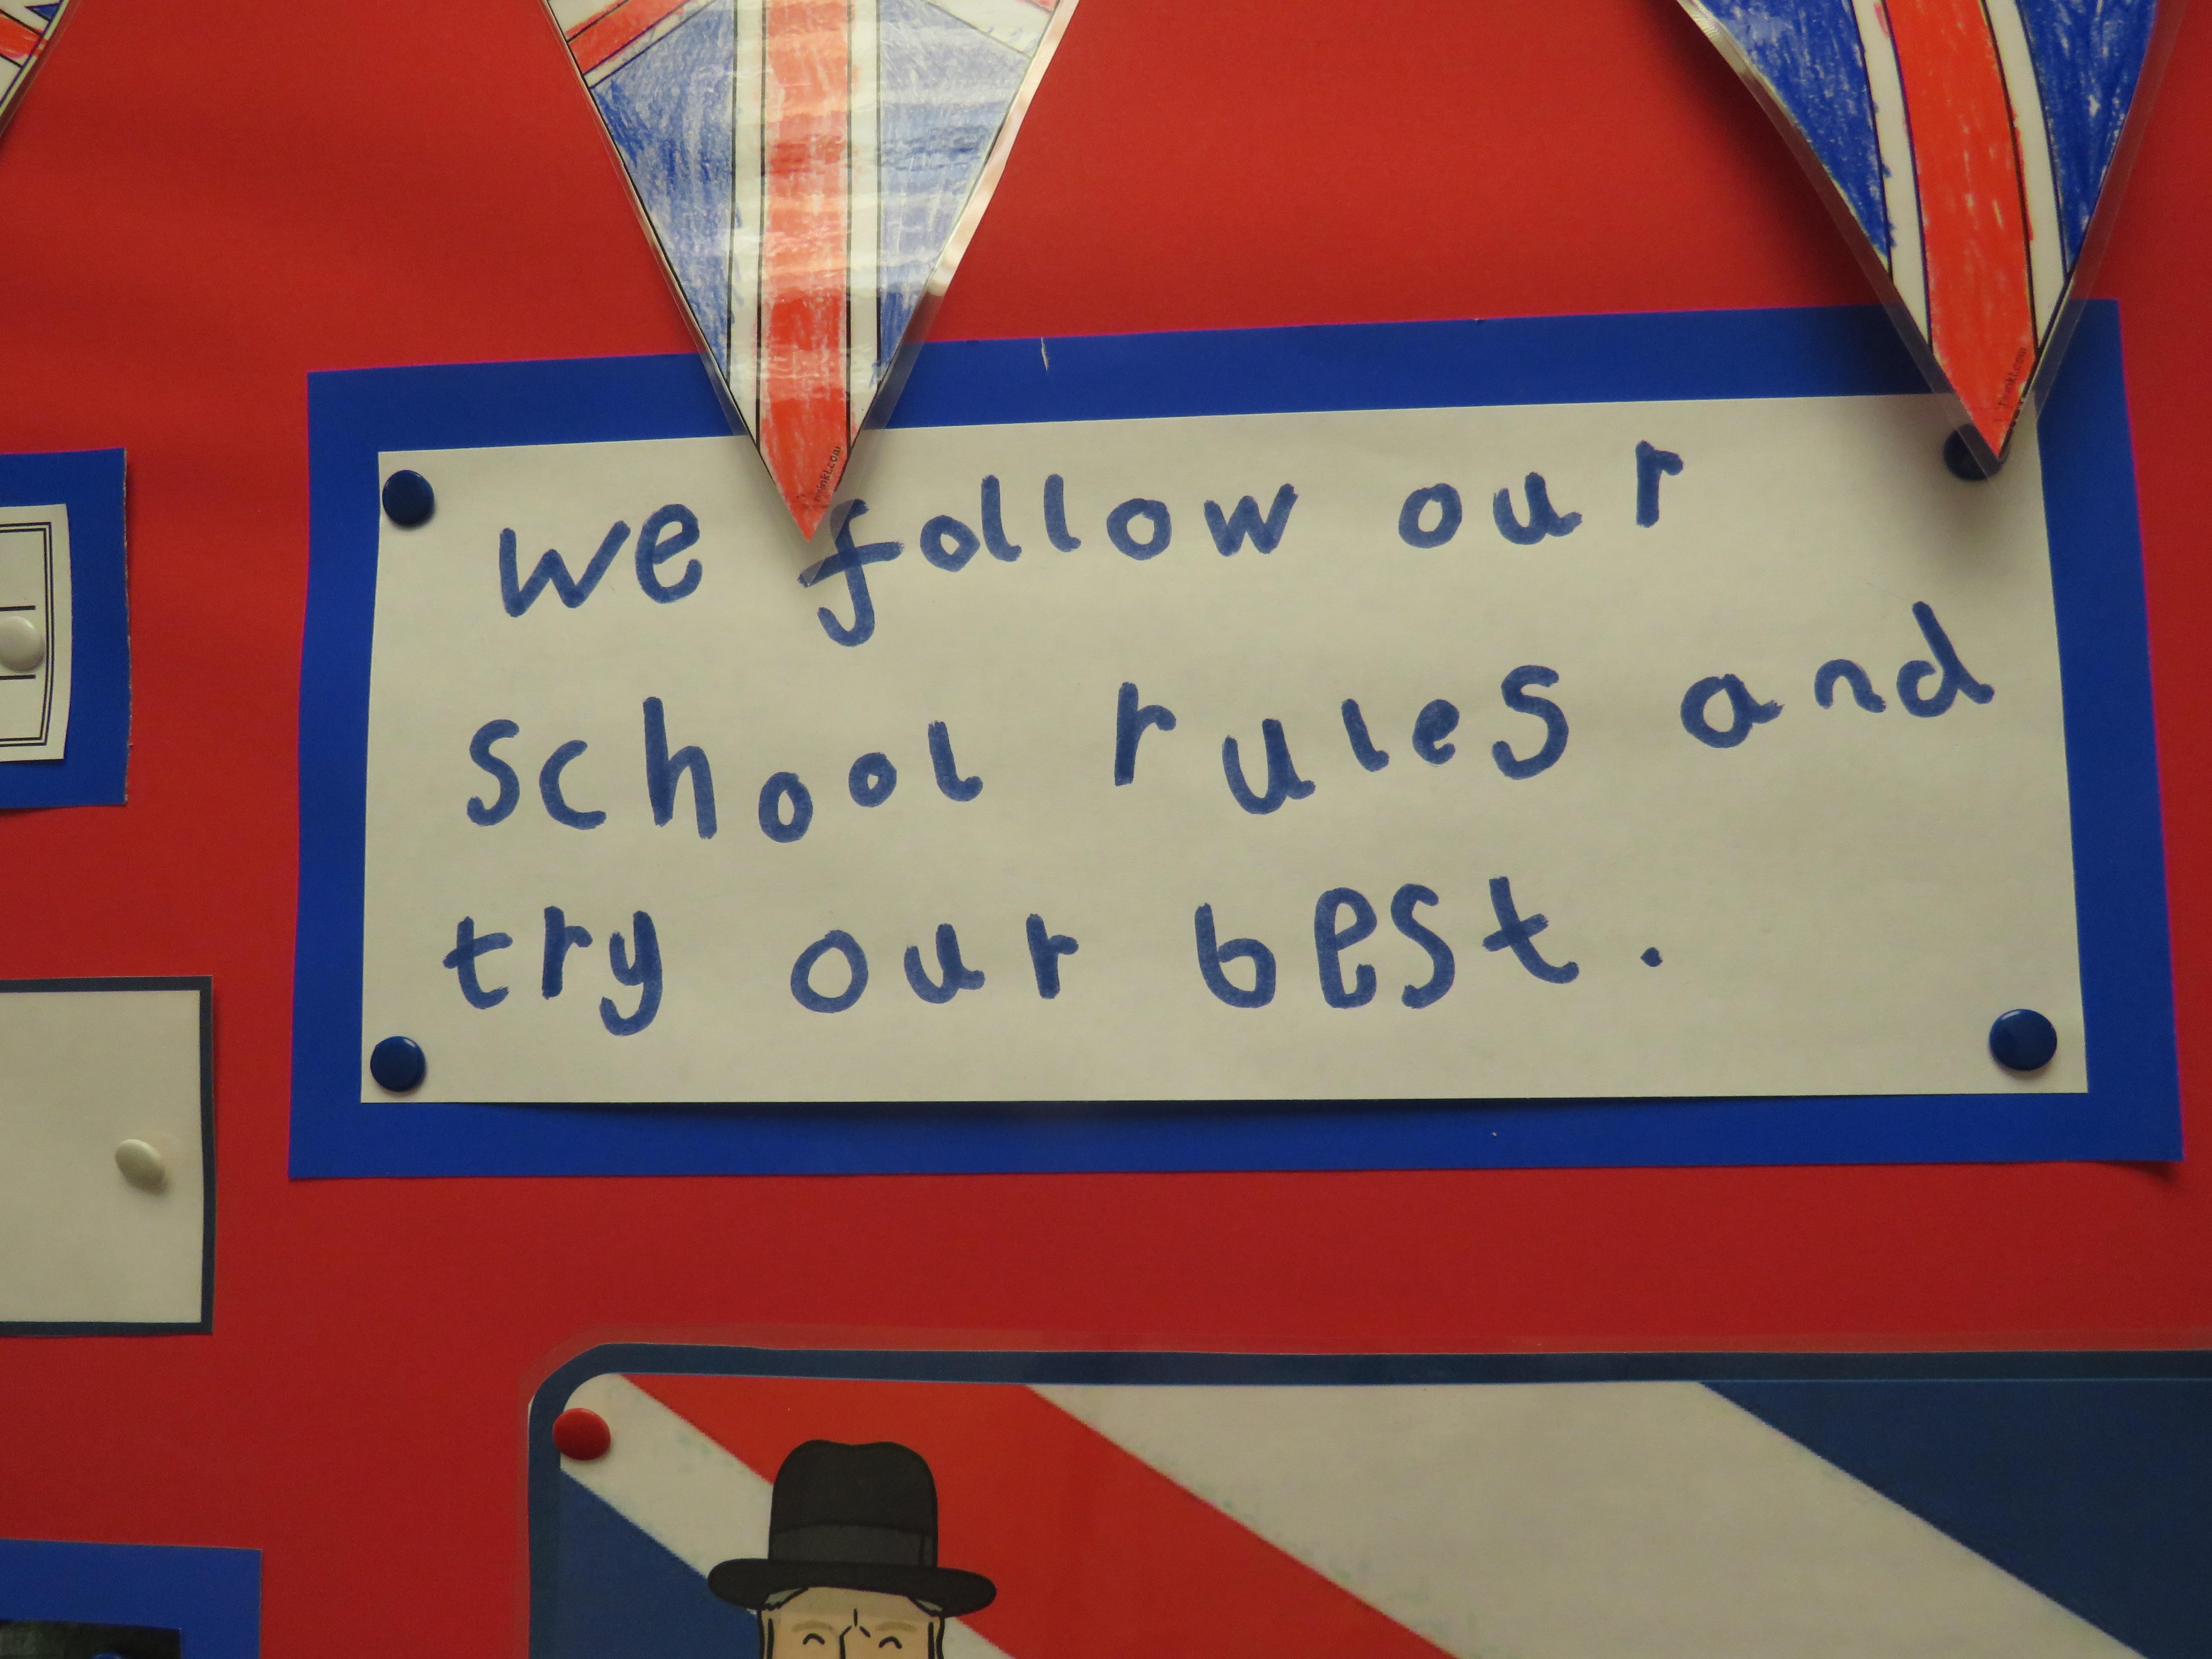 we follow our
school rules and
try our best.